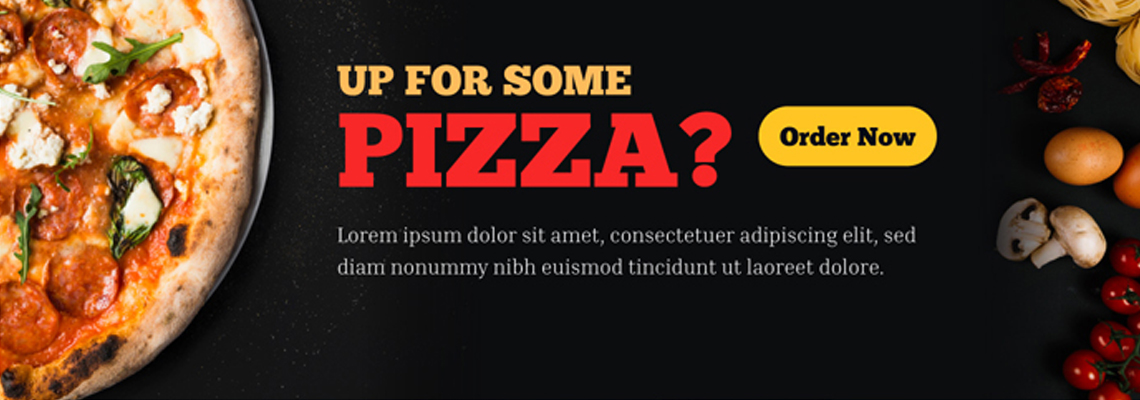 UP FOR SOME
PIZZA?
Order Now
Lorem ipsum dolor sit amet, consectetuer adipiscing elit, sed
diam nonummy nibh euismod tincidunt ut laoreet dolore.